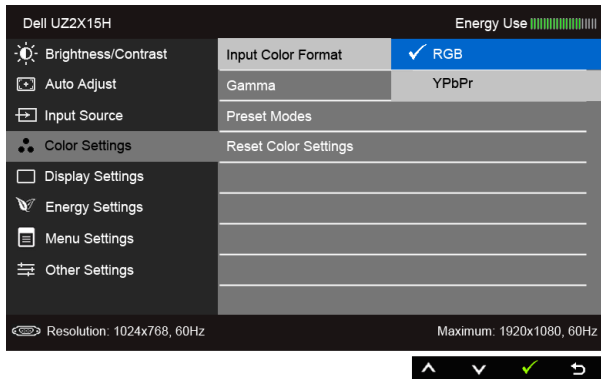 Dell UZ2X15H
Energy Use
Brightness/Contrast
Input Color Format
RGB
Auto Adjust
Gamma
YPbPr
Input Source
Preset Modes
Color Settings
Reset Color Settings
Display Settings
Energy Settings
Menu Settings
Other Settings
Resolution: 1024x768, 60Hz
Maximum: 1920x1080, 60Hz